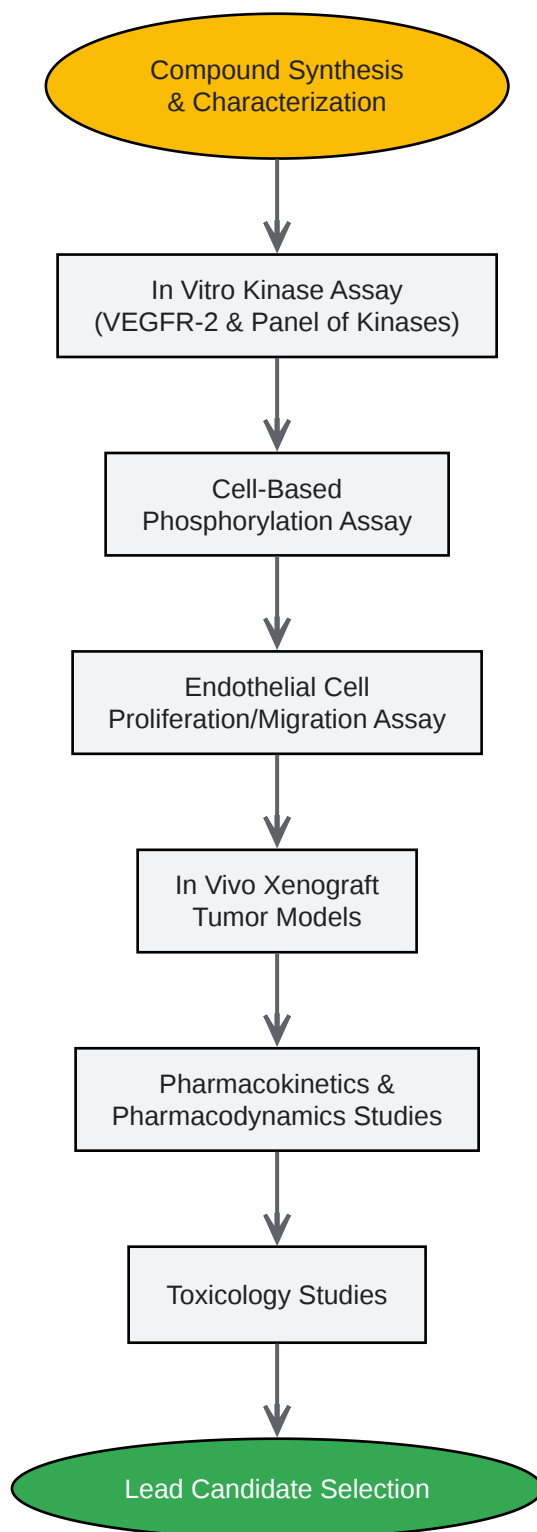 Compound Synthesis
& Characterization
In Vitro Kinase Assay
(VEGFR-2 & Panel of Kinases)
Cell-Based
Phosphorylation Assay
Endothelial Cell
Proliferation/Migration Assay
In Vivo Xenograft
Tumor Models
Pharmacokinetics &
Pharmacodynamics Studies
Toxicology Studies
Lead Candidate Selection